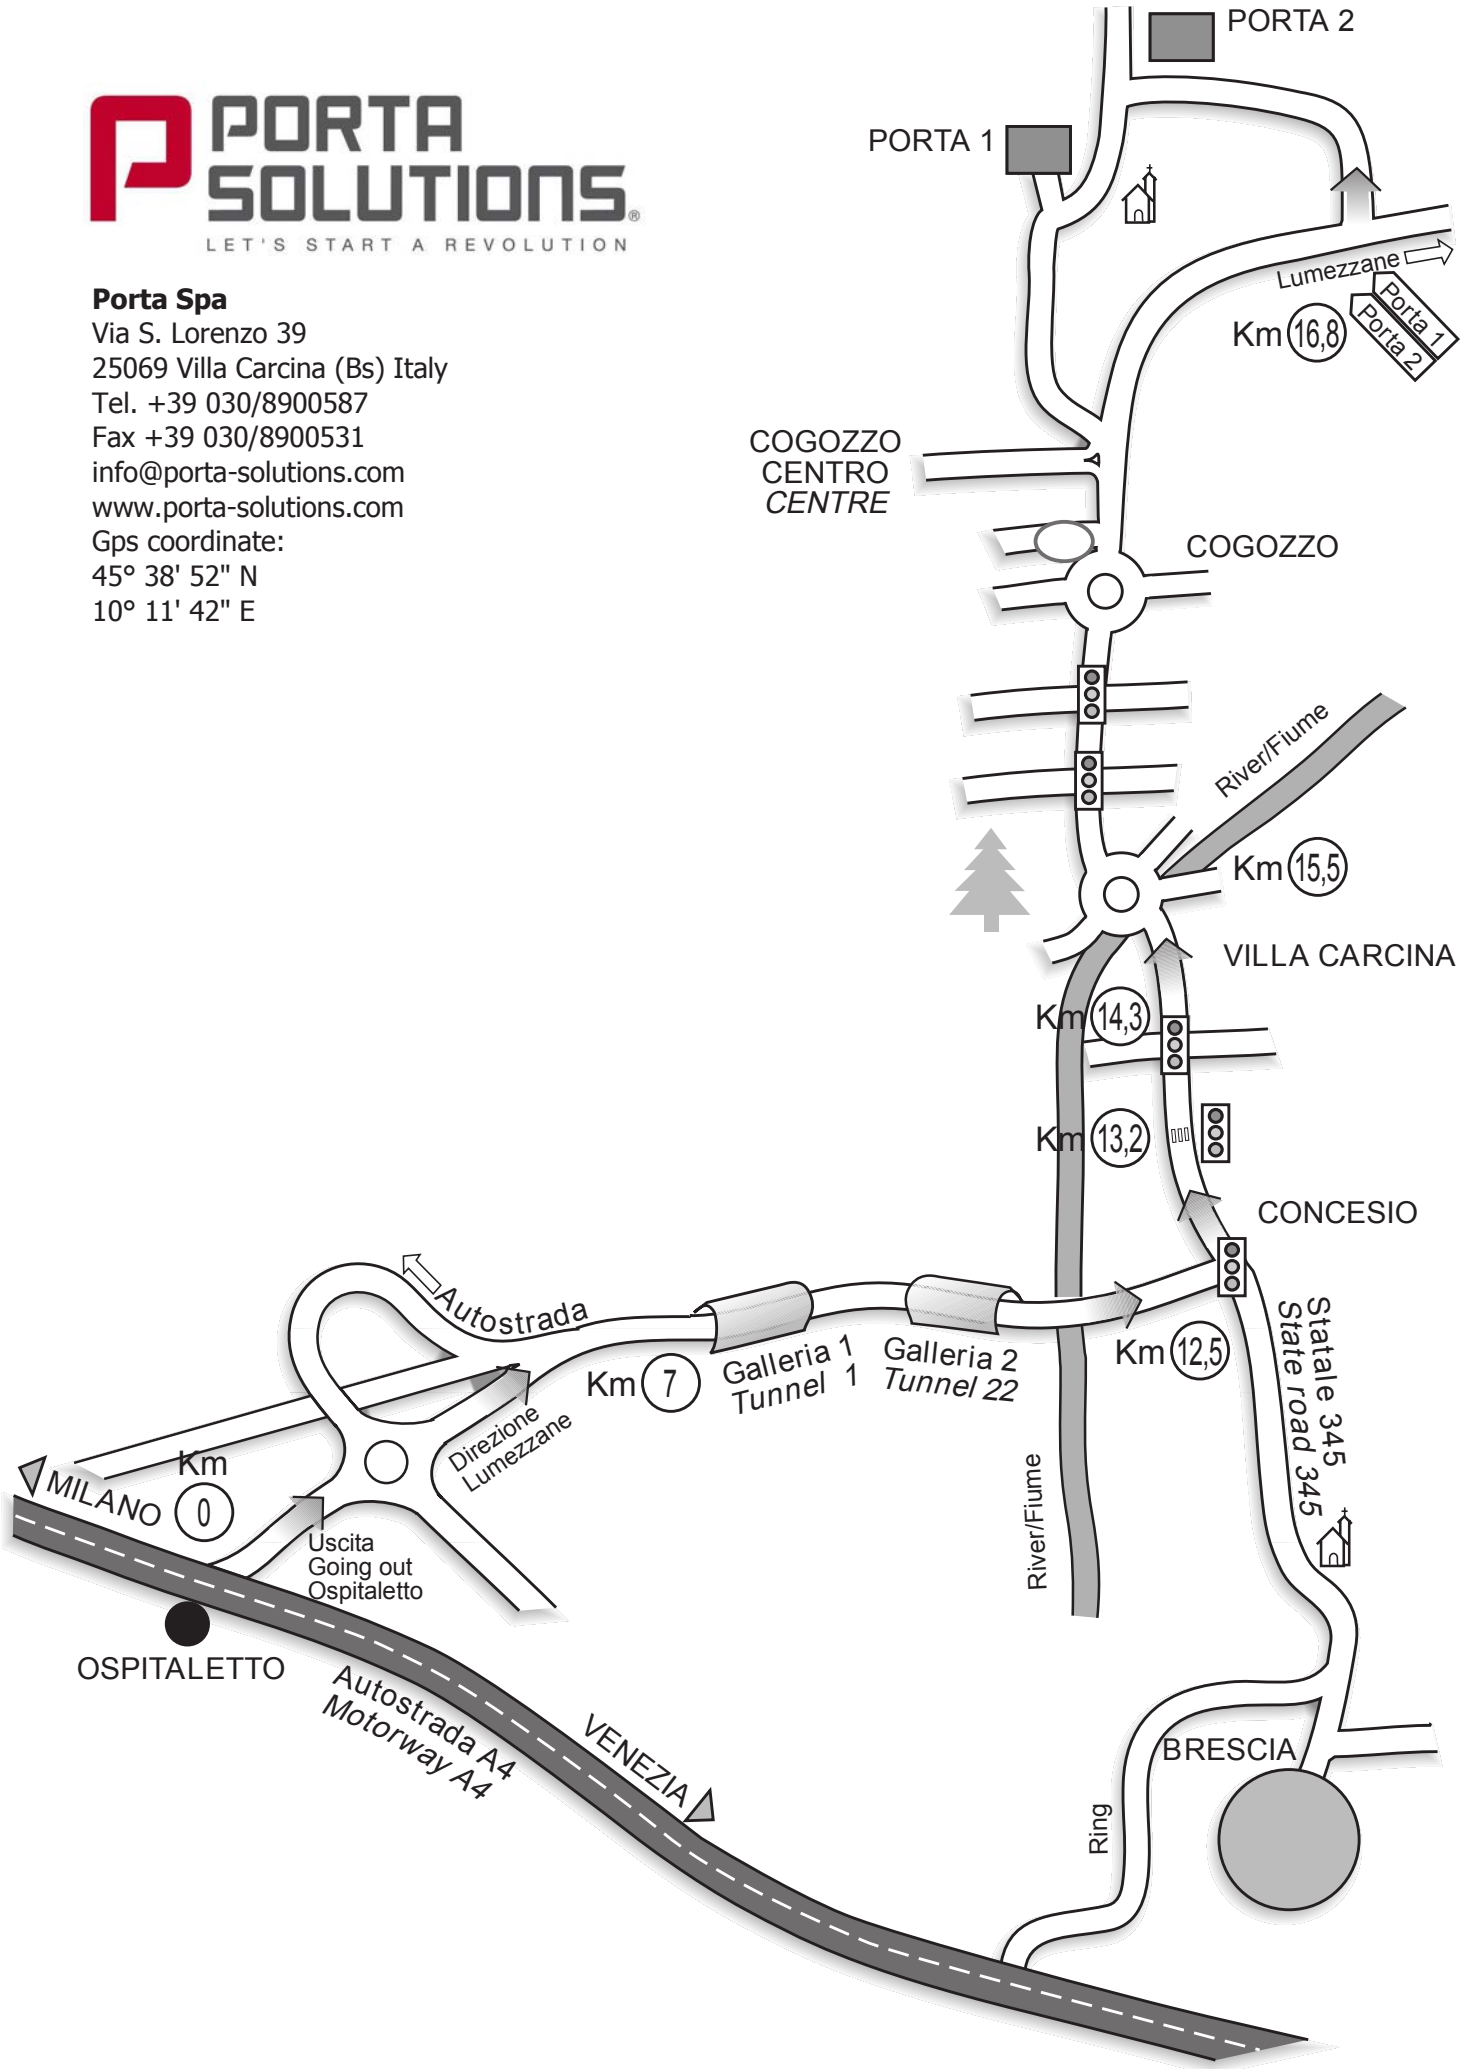 PORTA
SOLUTIONS®
LET'S START A REVOLUTION
Porta Spa
Via S. Lorenzo 39
25069 Villa Carcina (Bs) Italy
Tel. +39 030/8900587
Fax +39 030/8900531
info@porta-solutions.com
www.porta-solutions.com
Gps coordinate:
45° 38' 52" N
10° 11' 42" E
PORTA 2
PORTA 1
Lumezzane
Porta 1
Porta 2
Km 16,8
COGOZZO
CENTRO
CENTRE
COGOZZO
River/Fiume
Km 15,5
VILLA CARCINA
Km 14,3
Km 13,2
CONCESIO
Autostrada
Km 7
Galleria 1
Tunnel 1
Galleria 2
Tunnel 22
Km 12,5
Statale 345
State road 345
Direzione
Lumezzane
Km
0
MILANO
Uscita
Going out
Ospitaletto
River/Fiume
OSPITALETTO
Autostrada A4
Motorway A4
VENEZIA
BRESCIA
Ring